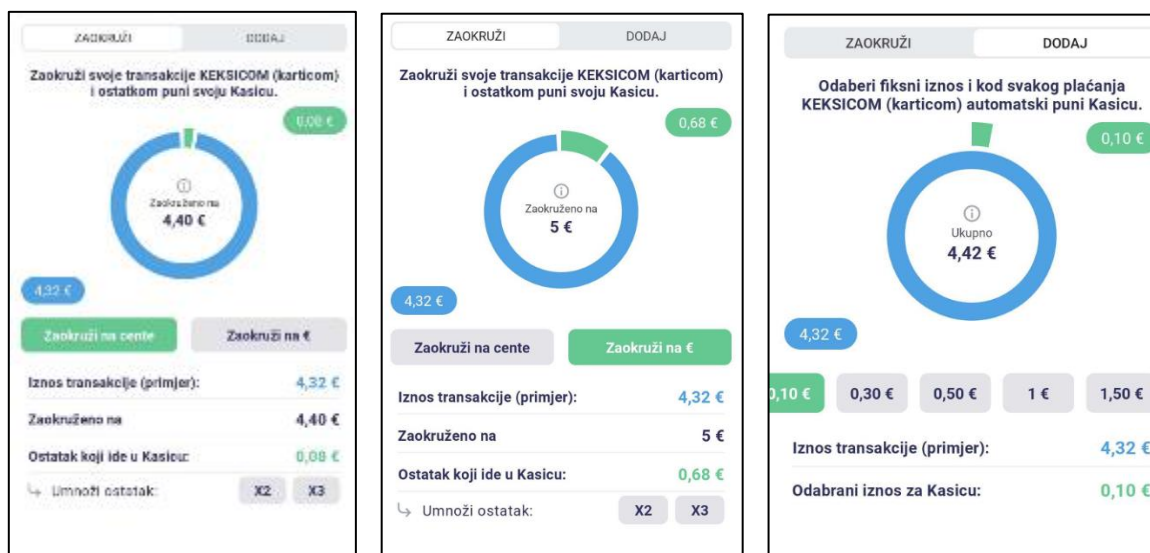 ZAOKRUŽI DODAJ
Zaokruži svoje transakcije KEKSICOM (karticom)
i ostatkom puni svoju Kasicu.
0,08 €
Zaokruženo na
4,40 €
4,32 €
Zaokruži na cente Zaokruži na €
Iznos transakcije (primjer): 4,32 €
Zaokruženo na 4,40 €
Ostatak koji ide u Kasicu: 0,08 €
Umnoži ostatak: X2 X3
ZAOKRUŽI DODAJ
Zaokruži svoje transakcije KEKSICOM (karticom)
i ostatkom puni svoju Kasicu.
0,68 €
Zaokruženo na
5 €
4,32 €
Zaokruži na cente Zaokruži na €
Iznos transakcije (primjer): 4,32 €
Zaokruženo na 5 €
Ostatak koji ide u Kasicu: 0,68 €
Umnoži ostatak: X2 X3
ZAOKRUŽI DODAJ
Odaberi fiksni iznos i kod svakog plaćanja
KEKSICOM (karticom) automatski puni Kasicu.
0,10 €
Ukupno
4,42 €
4,32 €
0,10 € 0,30 € 0,50 € 1 € 1,50 €
Iznos transakcije (primjer): 4,32 €
Odabrani iznos za Kasicu: 0,10 €